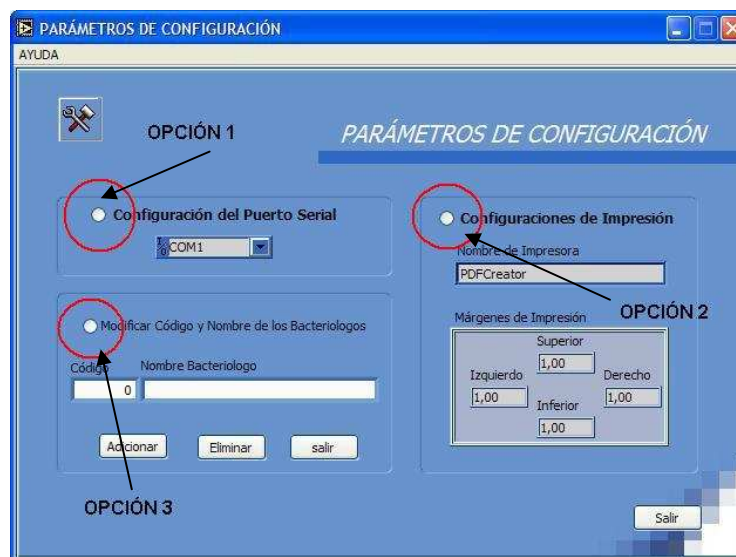 PARÁMETROS DE CONFIGURACIÓN
AYUDA
OPCIÓN 1
PARÁMETROS DE CONFIGURACIÓN
Configuración del Puerto Serial
COM1
Configuraciones de Impresión
Nombre de Impresora
PDFCreator
OPCIÓN 2
Modificar Código y Nombre de los Bacteriologos
Código
Nombre Bacteriologo
0
Adicionar
Eliminar
salir
OPCIÓN 3
Márgenes de Impresión
Superior
1,00
Izquierdo
1,00
Derecho
1,00
Inferior
1,00
Salir